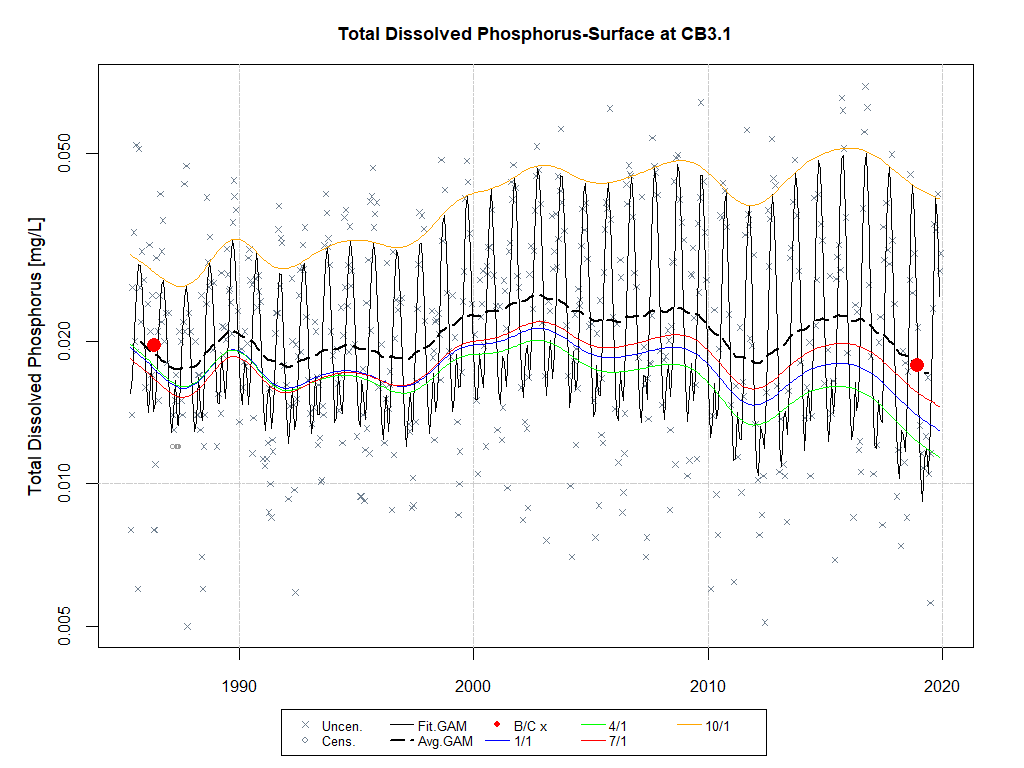 Total Dissolved Phosphorus-Surface at CB3.1
Total Dissolved Phosphorus [mg/L]
0.050
0.020
0.010
0.005
1990 2000 2010 2020
Uncen. Fit.GAM B/C x 4/1 10/1
Cens. Avg.GAM 1/1 7/1